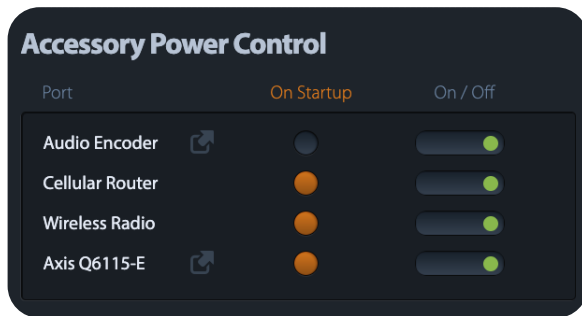 Accessory Power Control
Port On Startup On / Off
Audio Encoder
Cellular Router
Wireless Radio
Axis Q6115-E